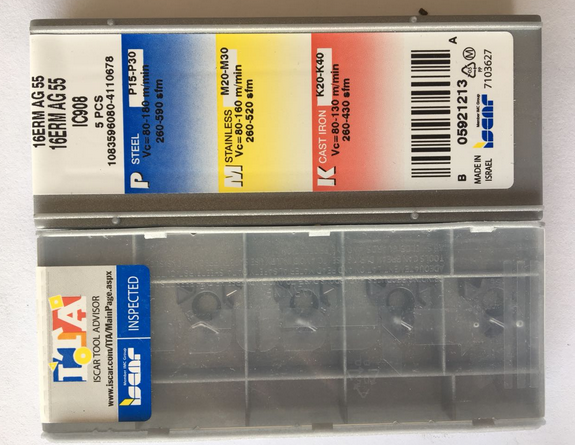 16ERM AG 55
16ERM AG 55
IC908
5 PCS
1083596080-4110678
P STEEL P15-P30
Vc=80-180 m/min
260-590 sfm
M STAINLESS M20-M30
Vc=80-160 m/min
260-520 sfm
K CAST IRON K20-K40
Vc=80-130 m/min
260-430 sfm
A
B
05921213
7103627
MADE IN
ISRAEL
iscar
ITA
ISCAR TOOL ADVISOR
www.iscar.com/ITA/MainPage.aspx
iscar
Member IMC Group
INSPECTED